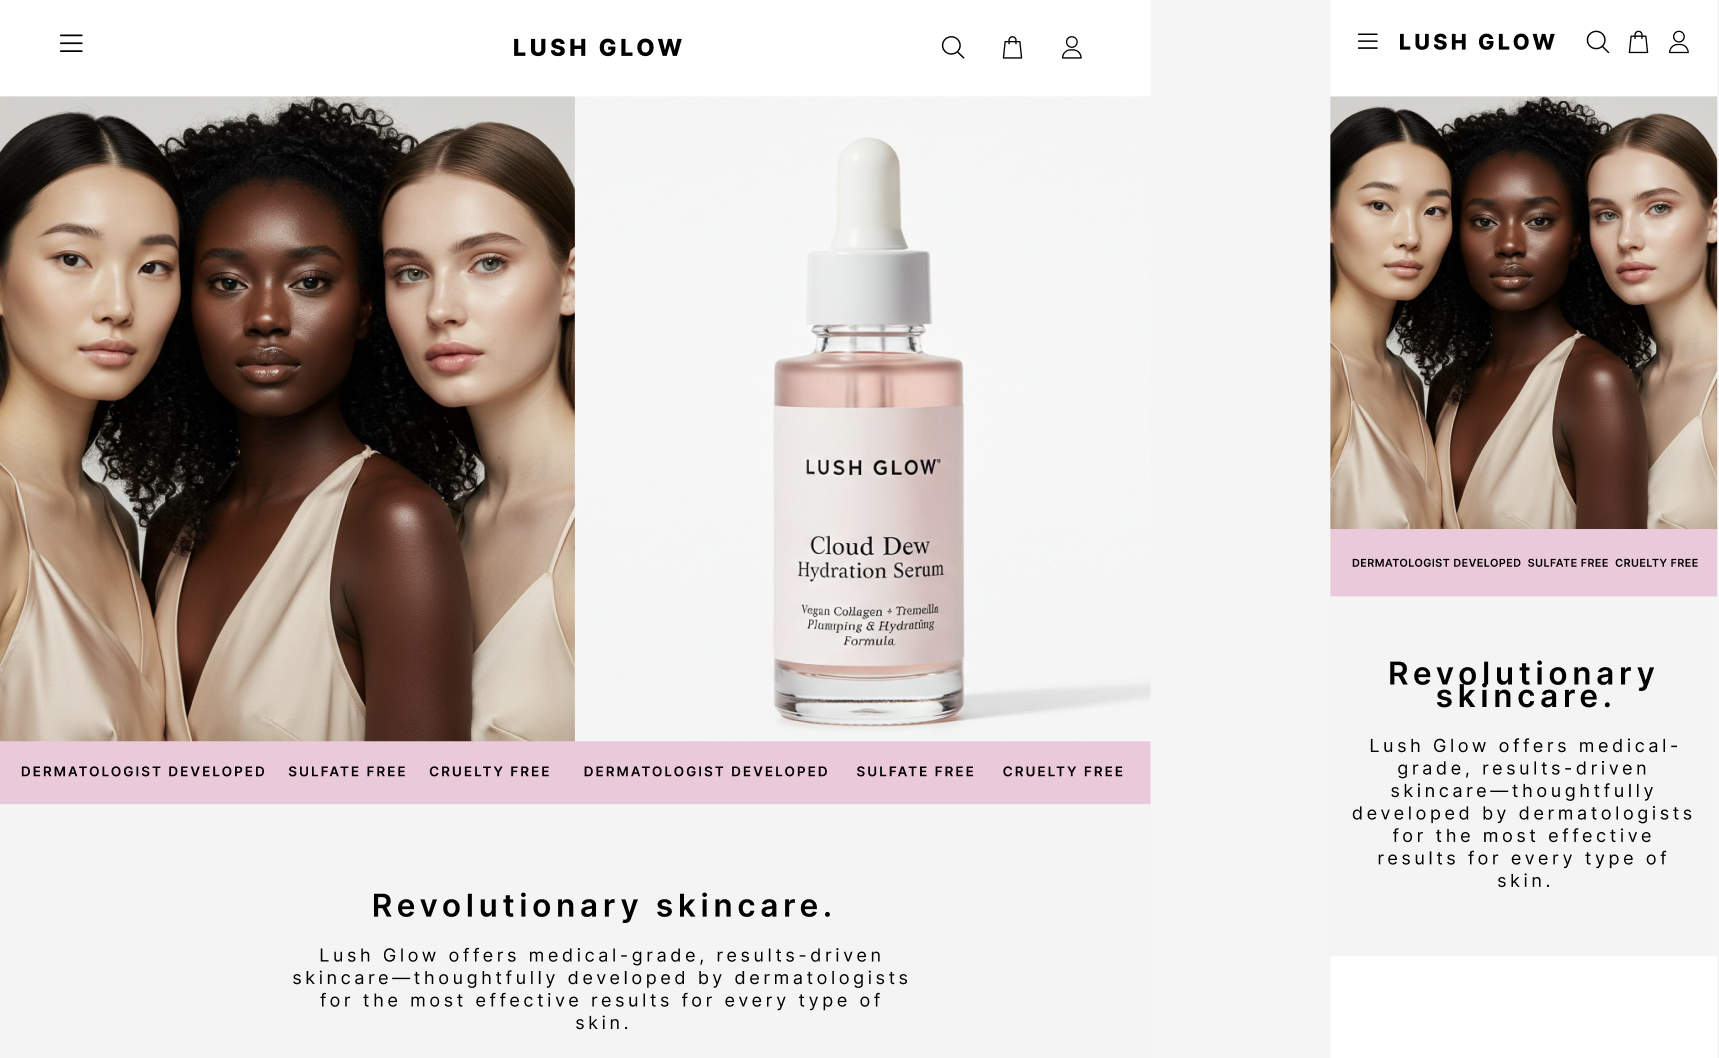 LUSH GLOW
LUSH GLOW™
Cloud Dew
Hydration Serum
Vegan Collagen + Tremella
Plumping & Hydrating
Formula.
DERMATOLOGIST DEVELOPED SULFATE FREE CRUELTY FREE DERMATOLOGIST DEVELOPED SULFATE FREE CRUELTY FREE
Revolutionary skincare.
Lush Glow offers medical-grade, results-driven
skincare—thoughtfully developed by dermatologists
for the most effective results for every type of
skin.
LUSH GLOW
DERMATOLOGIST DEVELOPED SULFATE FREE CRUELTY FREE
Revolutionary
skincare.
Lush Glow offers medical-
grade, results-driven
skincare—thoughtfully
developed by dermatologists
for the most effective
results for every type of
skin.